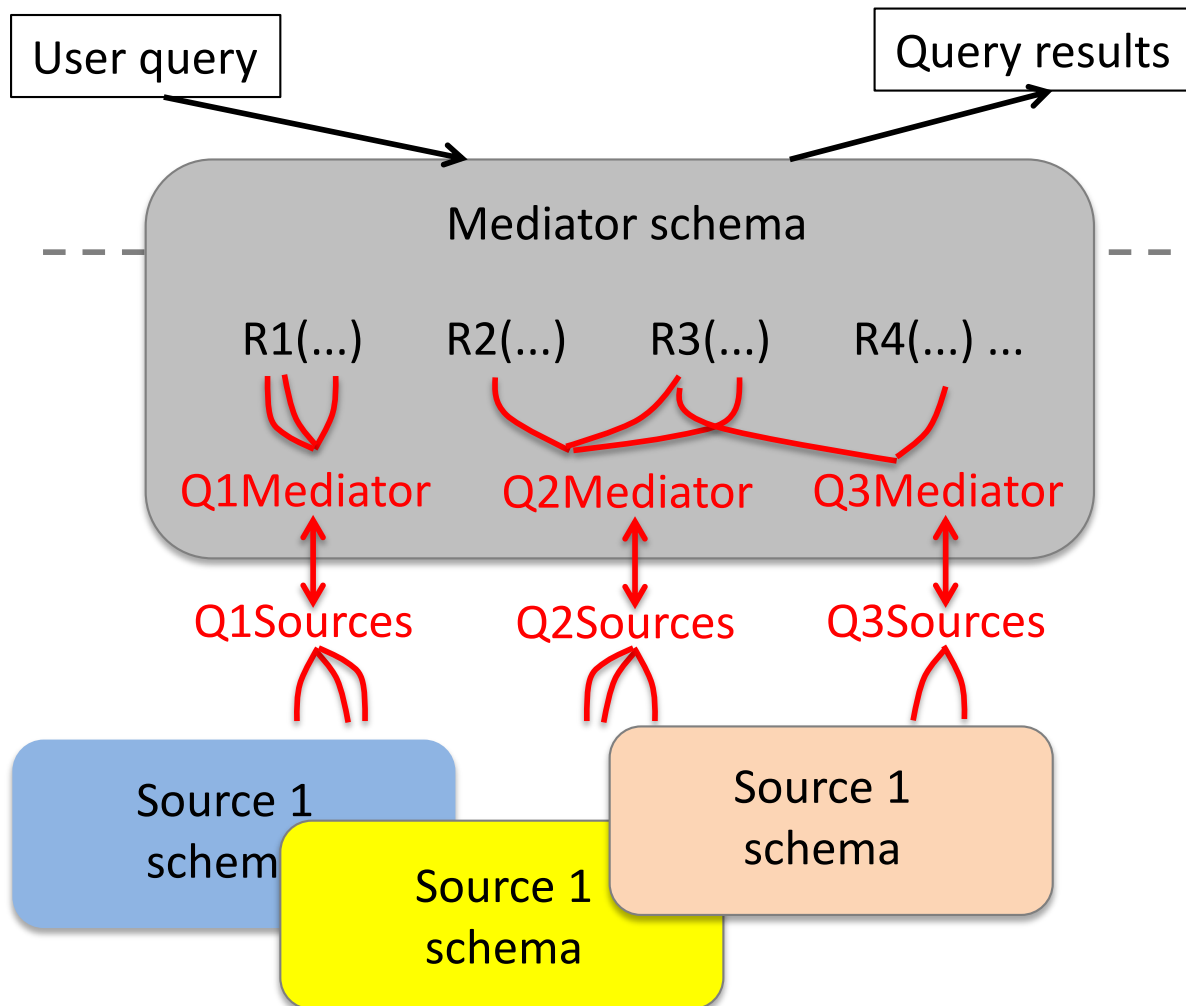 User query
Query results
Mediator schema
R1(...) R2(...) R3(...) R4(...) ...
Q1Mediator Q2Mediator Q3Mediator
Q1Sources Q2Sources Q3Sources
Source 1
schem
Source 1
schema
Source 1
schema